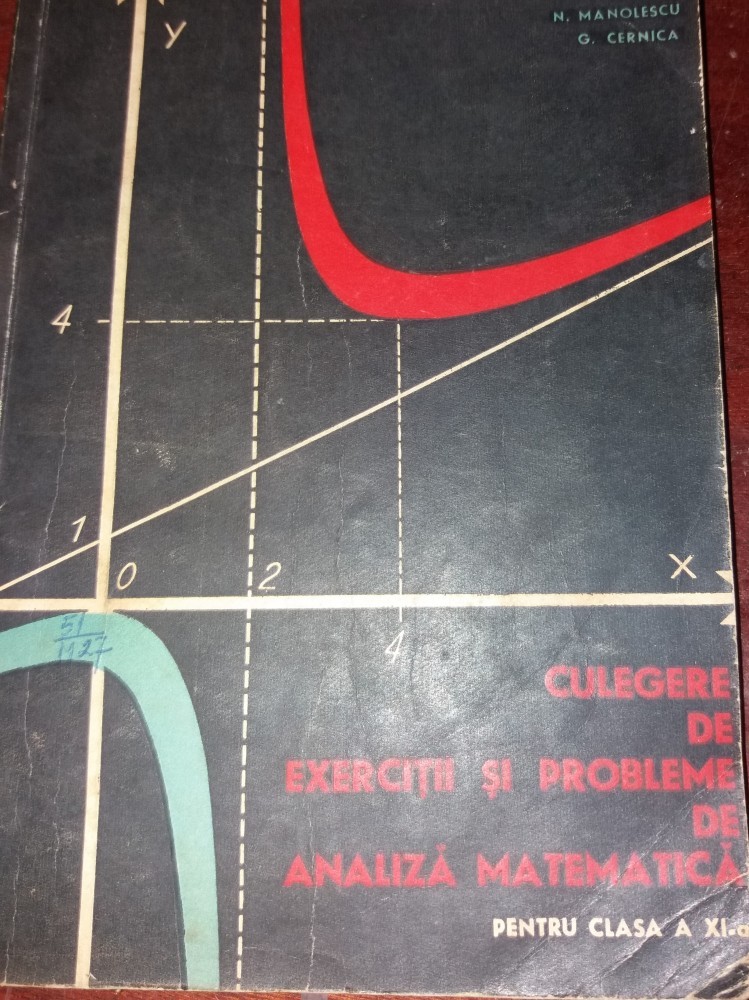 N. MANOLESCU
G. CERNICA
Y
4
1
0
2
X
4
51
1927
CULEGERE
DE
EXERCIȚII ȘI PROBLEME
DE
ANALIZĂ MATEMATICĂ
PENTRU CLASA A XI-a